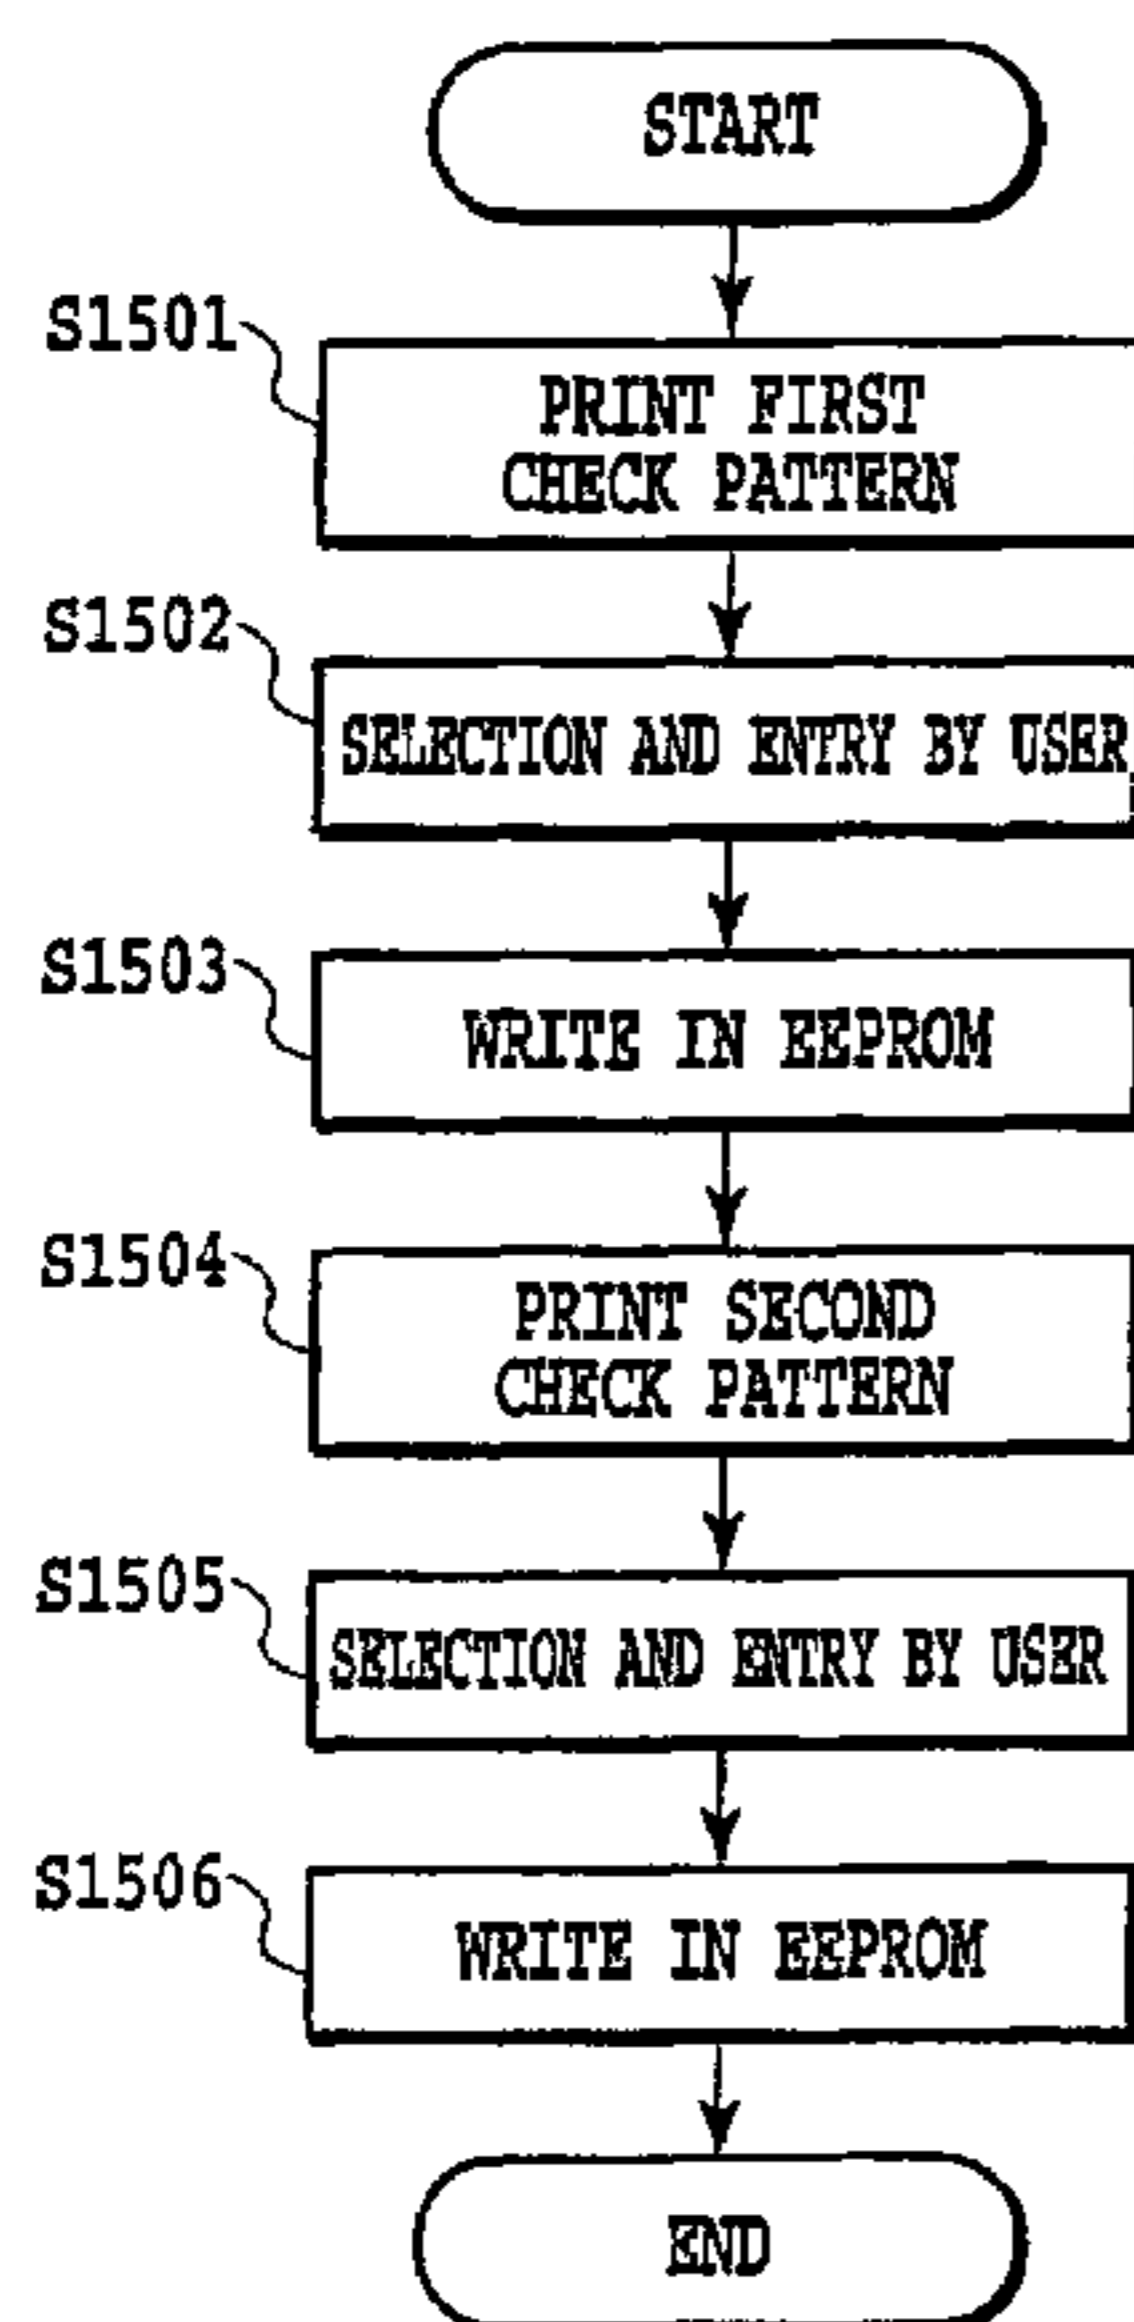 START
S1501
PRINT FIRST
CHECK PATTERN
S1502
SELECTION AND ENTRY BY USER
S1503
WRITE IN EEPROM
S1504
PRINT SECOND
CHECK PATTERN
S1505
SELECTION AND ENTRY BY USER
S1506
WRITE IN EEPROM
END